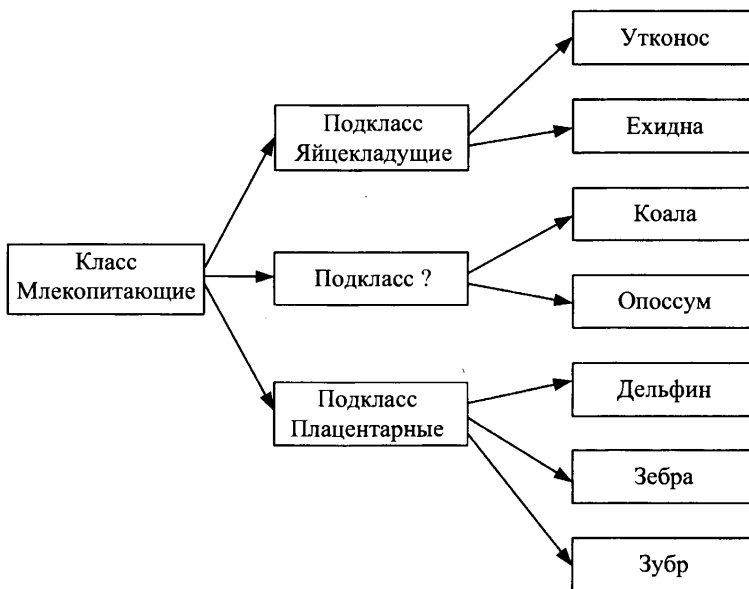 Утконос
Подкласс
Яйцекладущие
Ехидна
Коала
Класс
Млекопитающие
Подкласс ?
Опоссум
Дельфин
Подкласс
Плацентарные
Зебра
Зубр